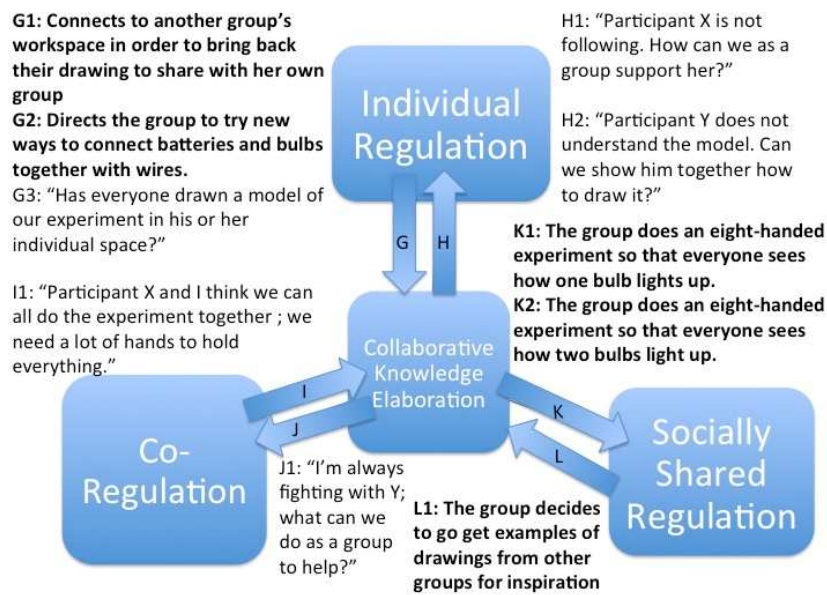 G1: Connects to another group's
workspace in order to bring back
their drawing to share with her own
group
G2: Directs the group to try new
ways to connect batteries and bulbs
together with wires.
G3: “Has everyone drawn a model of
our experiment in his or her
individual space?”
Individual
Regulation
H1: “Participant X is not
following. How can we as a
group support her?”
H2: “Participant Y does not
understand the model. Can
we show him together how
to draw it?”
G
H
K1: The group does an eight-handed
experiment so that everyone sees
how one bulb lights up.
K2: The group does an eight-handed
experiment so that everyone sees
how two bulbs light up.
I1: “Participant X and I think we can
all do the experiment together ; we
need a lot of hands to hold
everything.”
Collaborative
Knowledge
Elaboration
I
J
K
L
Co-
Regulation
Socially
Shared
Regulation
J1: “I'm always
fighting with Y;
what can we
do as a group
to help?”
L1: The group decides
to go get examples of
drawings from other
groups for inspiration